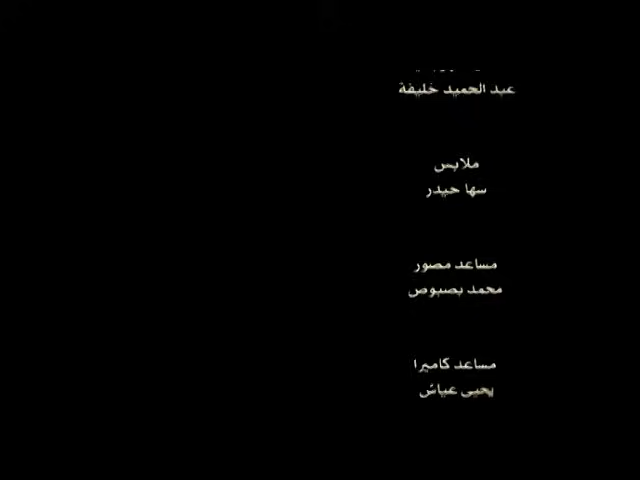 عبد الحميد خليفة
ملابس
سها حيدر
مساعد مصور
محمد بصبوص
مساعد كاميرا
يحيى عياش